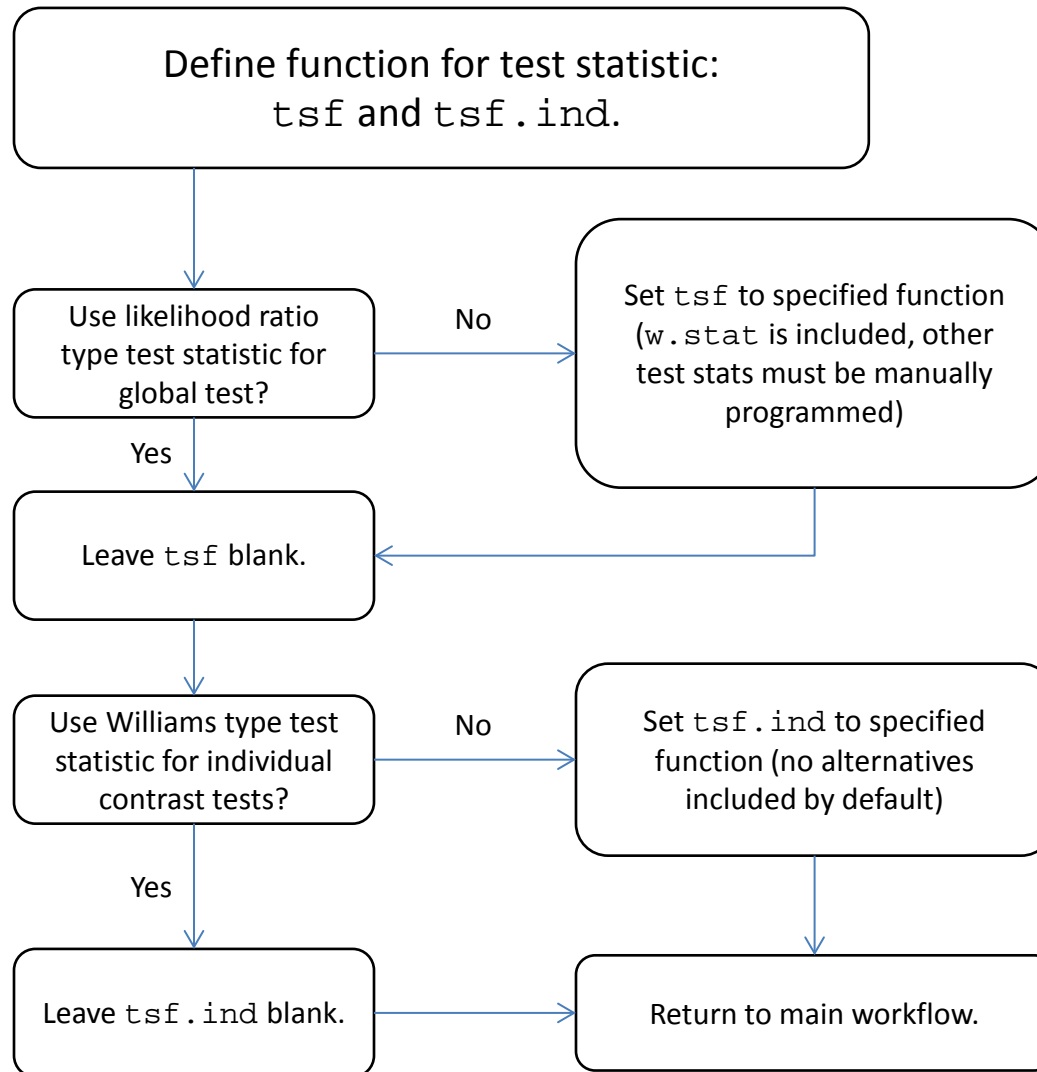 Define function for test statistic:
tsf and tsf.ind.
Use likelihood ratio
type test statistic for
global test?
No
Set tsf to specified function
(w.stat is included, other
test stats must be manually
programmed)
Yes
Leave tsf blank.
Use Williams type test
statistic for individual
contrast tests?
No
Set tsf.ind to specified
function (no alternatives
included by default)
Yes
Leave tsf.ind blank.
Return to main workflow.